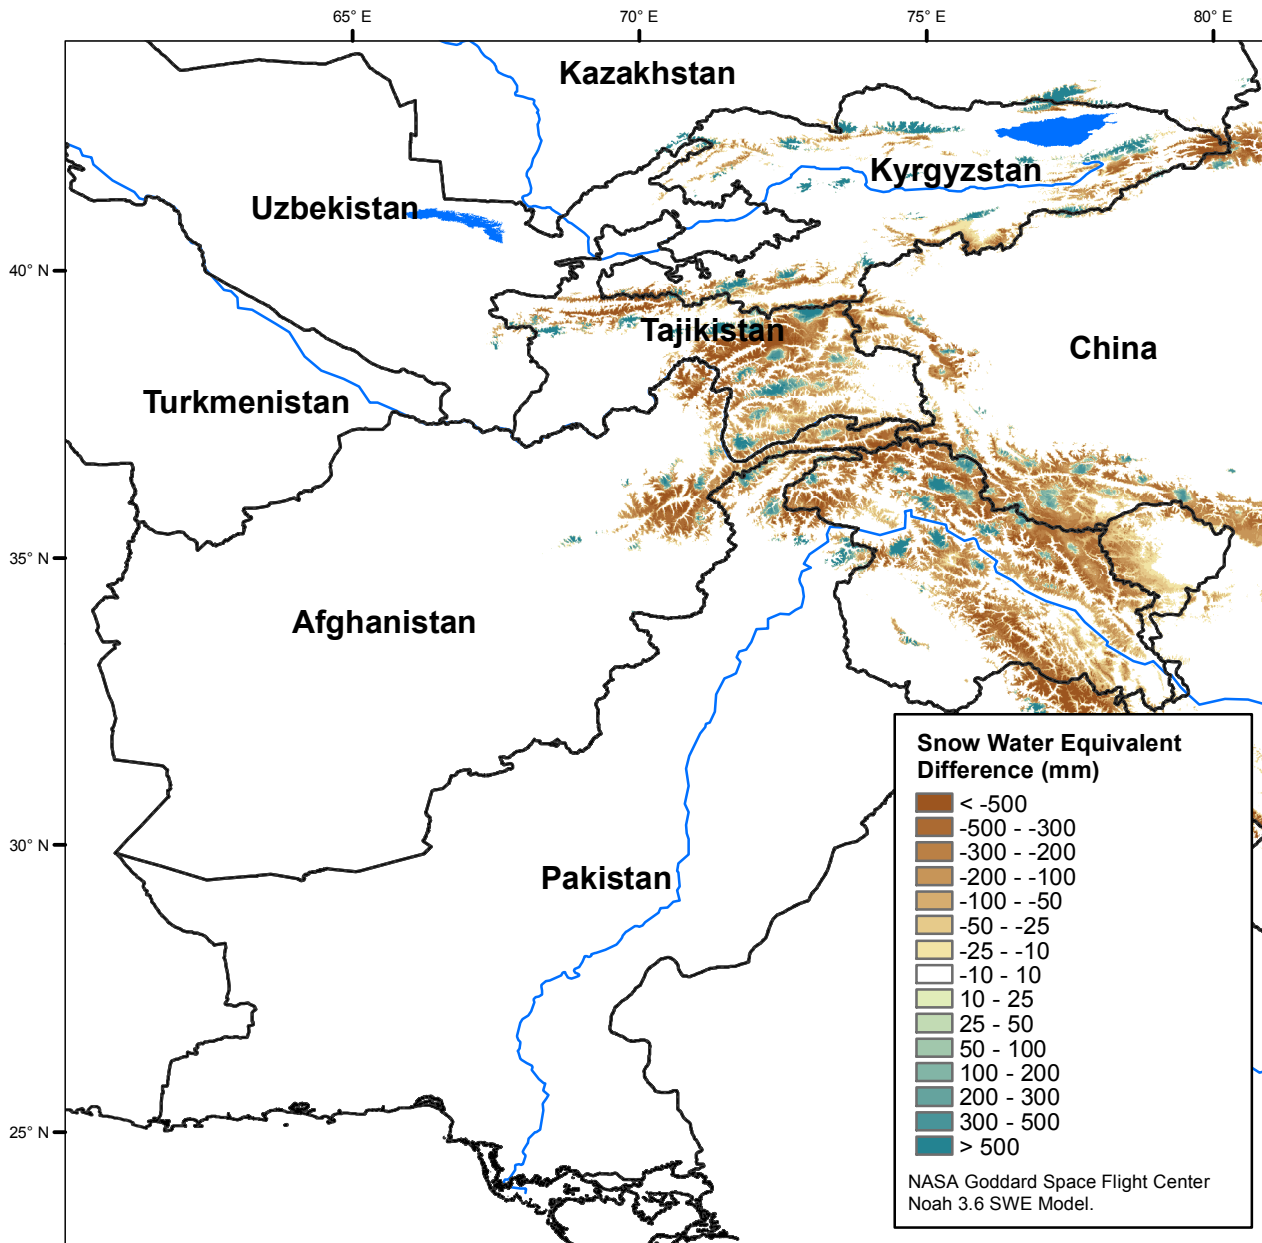 65° E
70° E
75° E
80° E
Kazakhstan
Kyrgyzstan
Uzbekistan
40° N
Tajikistan
China
Turkmenistan
35° N
Afghanistan
30° N
Pakistan
25° N
Snow Water Equivalent
Difference (mm)
< -500
-500 - -300
-300 - -200
-200 - -100
-100 - -50
-50 - -25
-25 - -10
-10 - 10
10 - 25
25 - 50
50 - 100
100 - 200
200 - 300
300 - 500
> 500
NASA Goddard Space Flight Center
Noah 3.6 SWE Model.